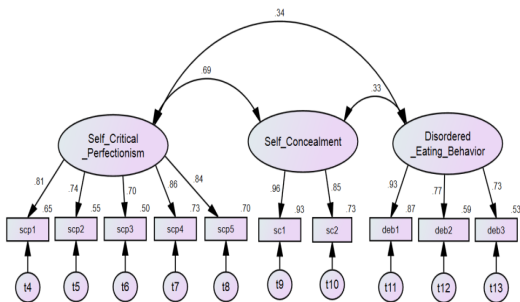 .34
.69
.33
Self_Critical
_Perfectionism
Self_Concealment
Disordered
_Eating_Behavior
.81
.74
.70
.86
.84
.96
.85
.93
.77
.73
.65
.55
.50
.73
.70
.93
.73
.87
.59
.53
scp1
scp2
scp3
scp4
scp5
sc1
sc2
deb1
deb2
deb3
t4
t5
t6
t7
t8
t9
t10
t11
t12
t13